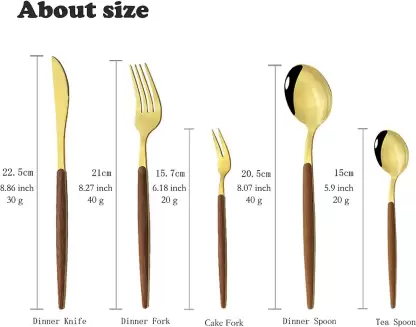 About size
22.5cm
8.86 inch
30 g
21cm
8.27 inch
40 g
15.7cm
6.18 inch
20 g
20.5cm
8.07 inch
40 g
15cm
5.9 inch
20 g
Dinner Knife
Dinner Fork
Cake Fork
Dinner Spoon
Tea Spoon